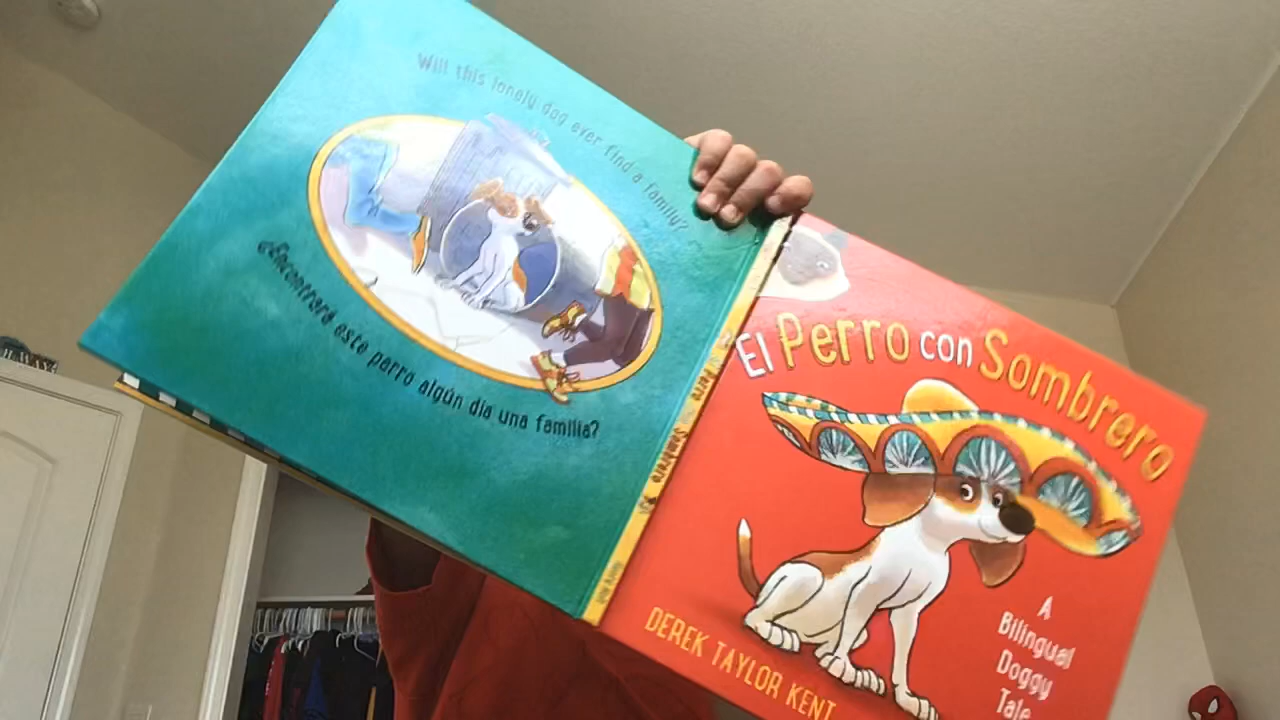 Will this lonely dog ever find a family?
¿Encontrará este perro algún día una familia?
El Perro con Sombrero
A
Bilingual
Doggy
Tale
DEREK TAYLOR KENT